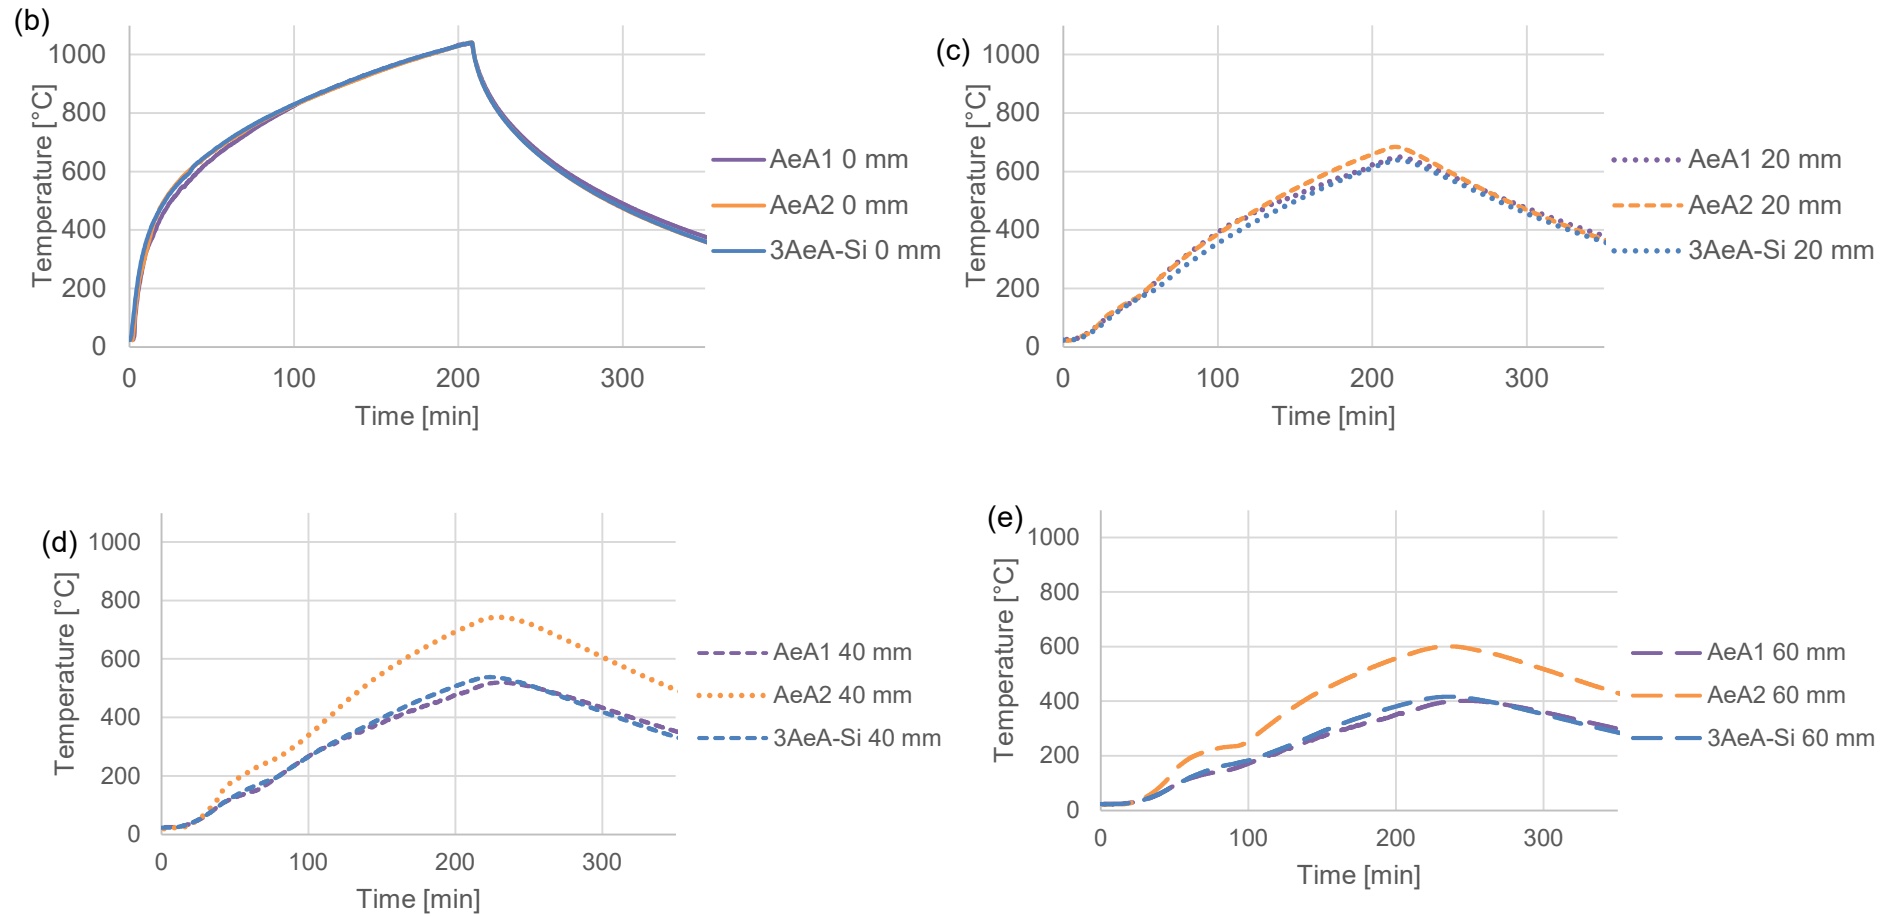 (b)
1000
800
600
400
200
0
Temperature [°C]
0 100 200 300
Time [min]
AeA1 0 mm
AeA2 0 mm
3AeA-Si 0 mm
(c)
1000
800
600
400
200
0
Temperature [°C]
0 100 200 300
Time [min]
AeA1 20 mm
AeA2 20 mm
3AeA-Si 20 mm
(d)
1000
800
600
400
200
0
Temperature [°C]
0 100 200 300
Time [min]
AeA1 40 mm
AeA2 40 mm
3AeA-Si 40 mm
(e)
1000
800
600
400
200
0
Temperature [°C]
0 100 200 300
Time [min]
AeA1 60 mm
AeA2 60 mm
3AeA-Si 60 mm